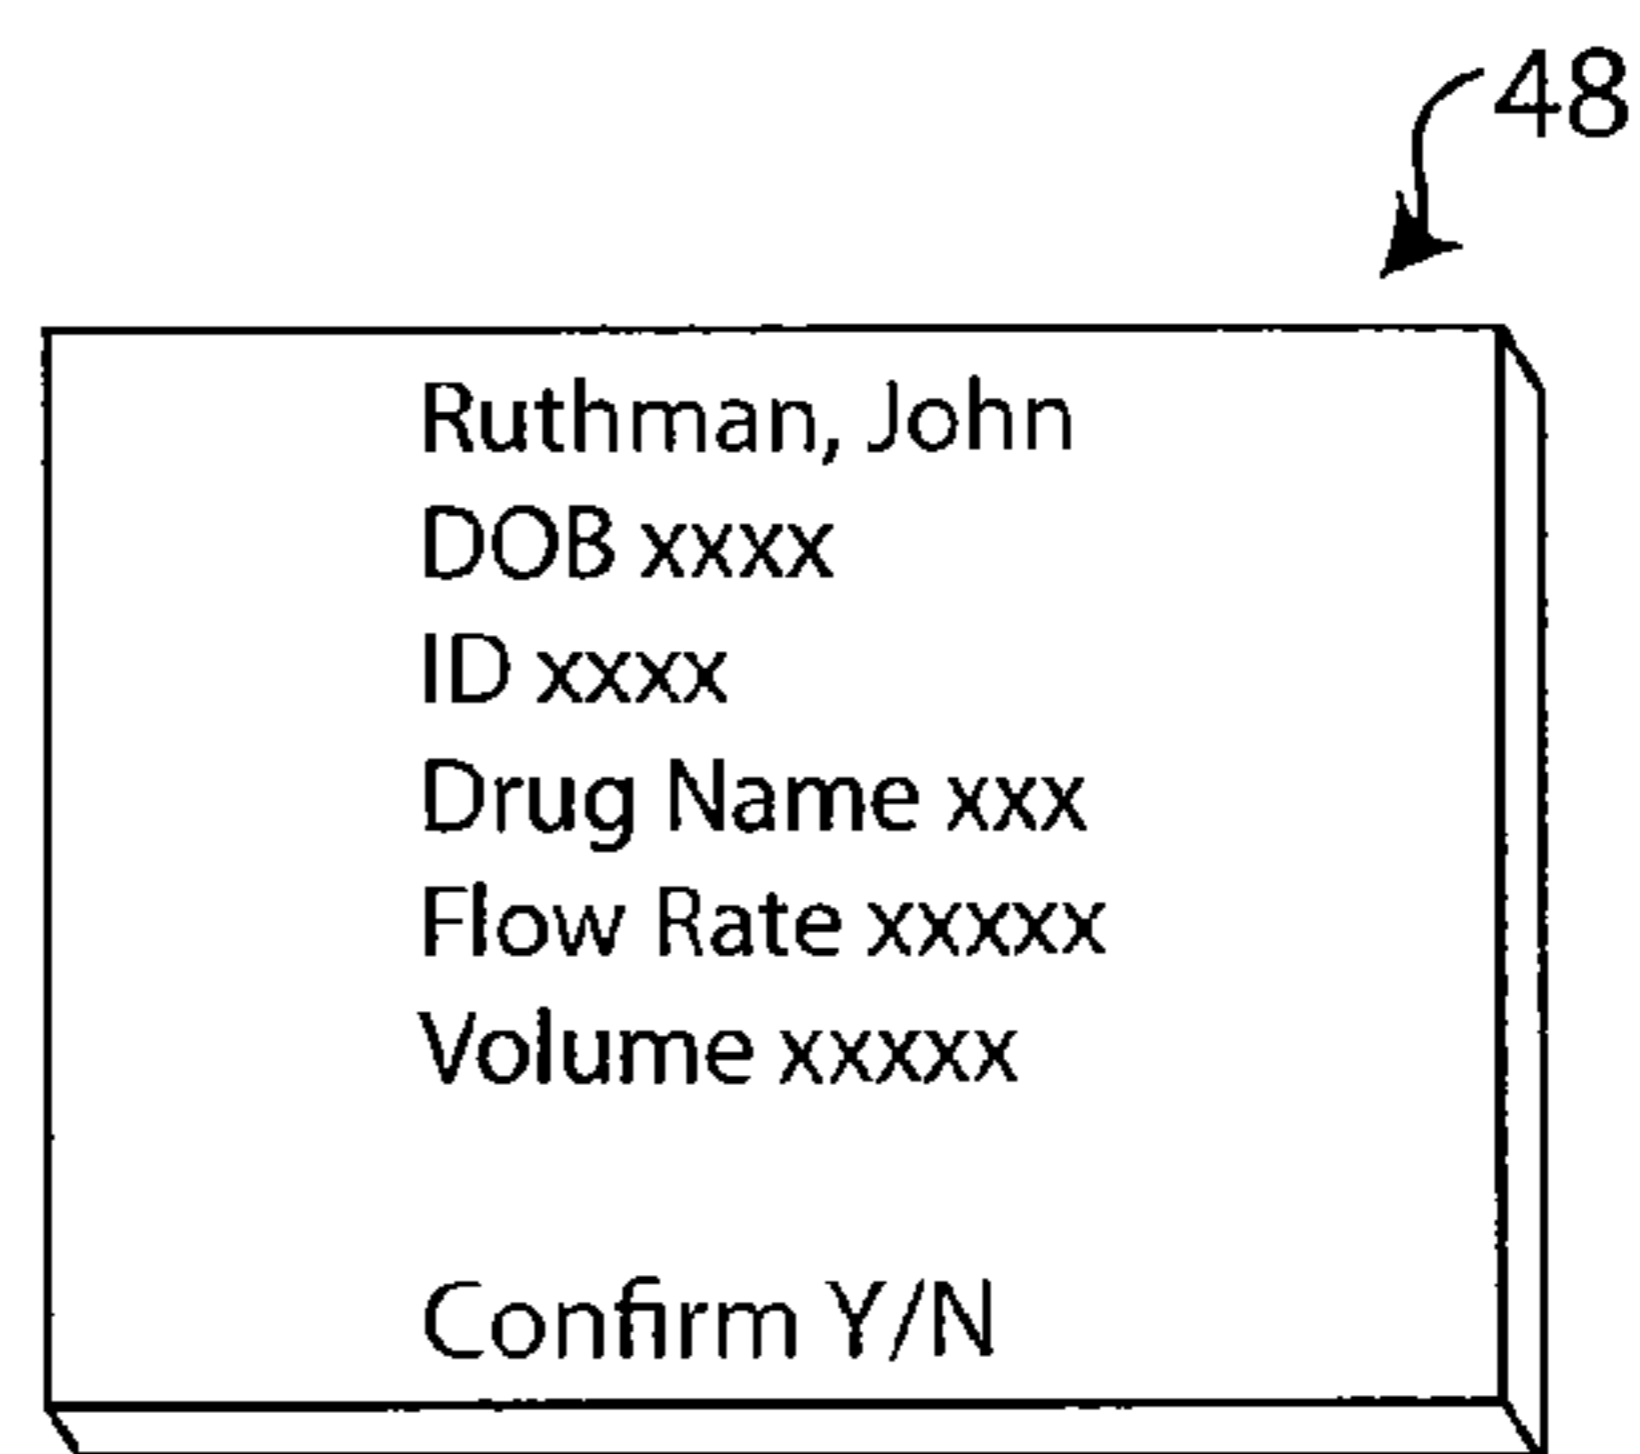 48
Ruthman, John
DOB xxxx
ID xxxx
Drug Name xxx
Flow Rate xxxxx
Volume xxxxx
Confirm Y/N